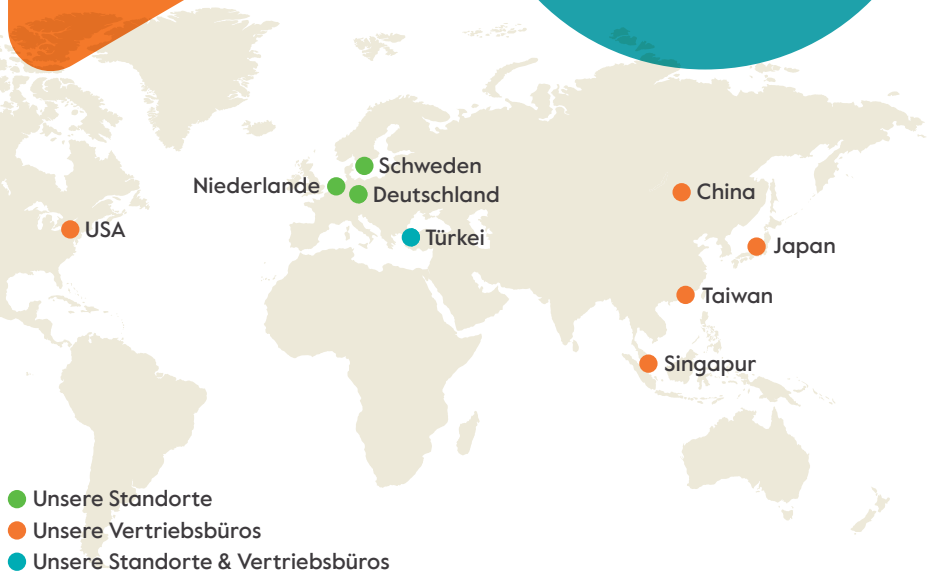 Schweden
Niederlande
Deutschland
China
USA
Türkei
Japan
Taiwan
Singapur
Unsere Standorte
Unsere Vertriebsbüros
Unsere Standorte & Vertriebsbüros